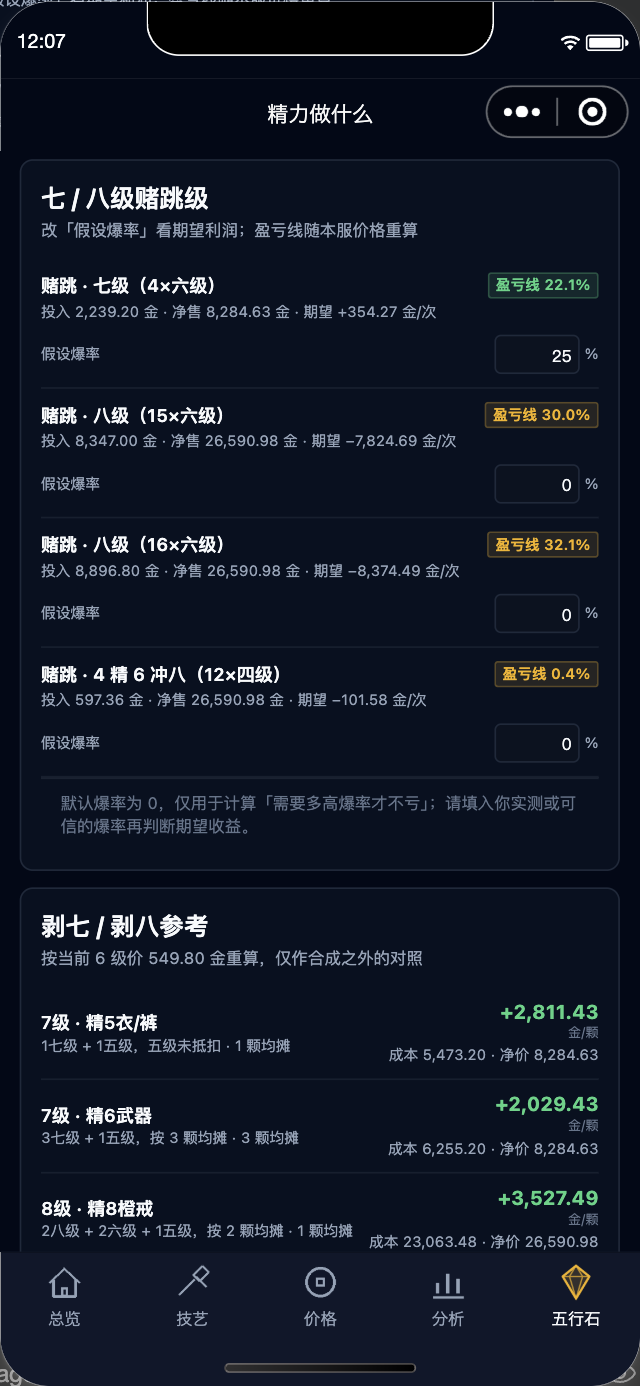 12:07
精力做什么
七 / 八级赌跳级
改「假设爆率」看期望利润；盈亏线随本服价格重算
赌跳 · 七级（4×六级）
盈亏线 22.1%
投入 2,239.20 金 · 净售 8,284.63 金 · 期望 +354.27 金/次
假设爆率
25 %
赌跳 · 八级（15×六级）
盈亏线 30.0%
投入 8,347.00 金 · 净售 26,590.98 金 · 期望 −7,824.69 金/次
假设爆率
0 %
赌跳 · 八级（16×六级）
盈亏线 32.1%
投入 8,896.80 金 · 净售 26,590.98 金 · 期望 −8,374.49 金/次
假设爆率
0 %
赌跳 · 4 精 6 冲八（12×四级）
盈亏线 0.4%
投入 597.36 金 · 净售 26,590.98 金 · 期望 −101.58 金/次
假设爆率
0 %
默认爆率为 0，仅用于计算「需要多高爆率才不亏」；请填入你实测或可
信的爆率再判断期望收益。
剥七 / 剥八参考
按当前 6 级价 549.80 金重算，仅作合成之外的对照
7级 · 精5衣/裤
1七级 + 1五级，五级未抵扣 · 1 颗均摊
+2,811.43
金/颗
成本 5,473.20 · 净价 8,284.63
7级 · 精6武器
3七级 + 1五级，按 3 颗均摊 · 3 颗均摊
+2,029.43
金/颗
成本 6,255.20 · 净价 8,284.63
8级 · 精8橙戒
2八级 + 2六级 + 1五级，按 2 颗均摊 · 1 颗均摊
+3,527.49
金/颗
成本 23,063.48 · 净价 26,590.98
总览
技艺
价格
分析
五行石